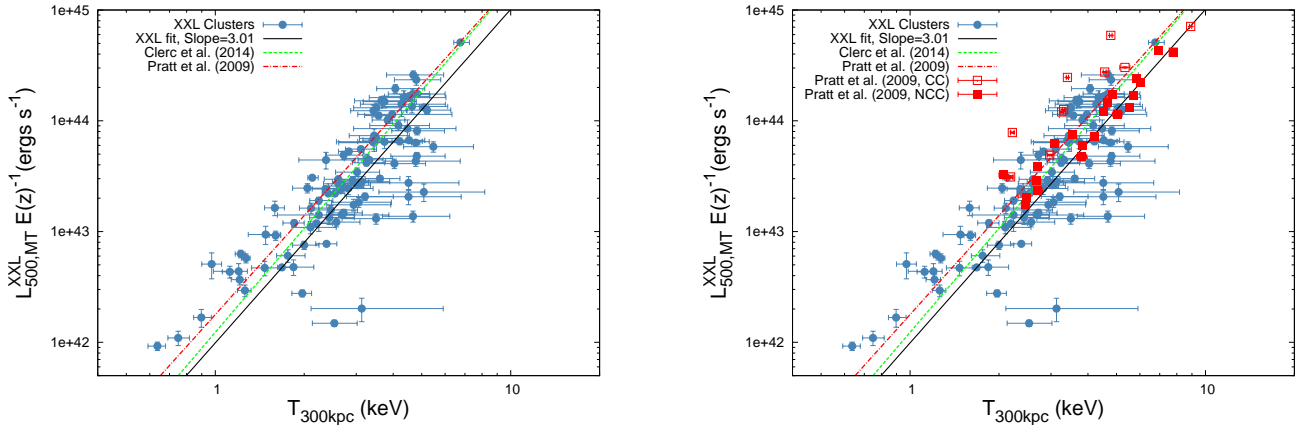 XXL Clusters
XXL fit, Slope=3.01
Clerc et al. (2014)
Pratt et al. (2009)
1e+45
1e+44
1e+43
1e+42
1
10
L^XXL_500,MT E(z)^-1 (ergs s^-1)
T_300kpc (keV)
XXL Clusters
XXL fit, Slope=3.01
Clerc et al. (2014)
Pratt et al. (2009)
Pratt et al. (2009, CC)
Pratt et al. (2009, NCC)
1e+45
1e+44
1e+43
1e+42
1
10
L^XXL_500,MT E(z)^-1 (ergs s^-1)
T_300kpc (keV)